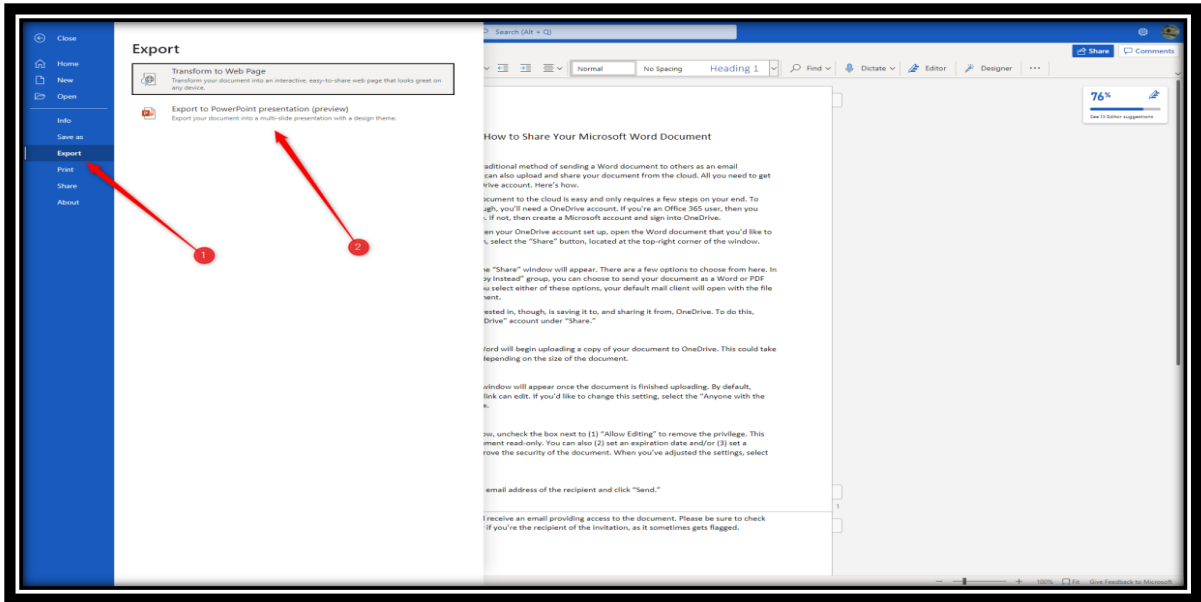 Search (Alt + Q)
Close
Home
New
Open
Info
Save as
Export
Print
Share
About
Export
Transform to Web Page
Transform your document into an interactive, easy-to-share web page that looks great on
any device.
Export to PowerPoint presentation (preview)
Export your document into a multi-slide presentation with a design theme.
1
2
Share
Comments
Normal
No Spacing
Heading 1
Find
Dictate
Editor
Designer
76%
See 13 Editor suggestions
How to Share Your Microsoft Word Document
aditional method of sending a Word document to others as an email
can also upload and share your document from the cloud. All you need to get
Drive account. Here's how.
ocument to the cloud is easy and only requires a few steps on your end. To
ugh, you'll need a OneDrive account. If you're an Office 365 user, then you
. If not, then create a Microsoft account and sign into OneDrive.
en your OneDrive account set up, open the Word document that you'd like to
n, select the "Share" button, located at the top-right corner of the window.
he "Share" window will appear. There are a few options to choose from here. In
py Instead" group, you can choose to send your document as a Word or PDF
ou select either of these options, your default mail client will open with the file
ment.
rested in, though, is saving it to, and sharing it from, OneDrive. To do this,
Drive" account under "Share."
Word will begin uploading a copy of your document to OneDrive. This could take
depending on the size of the document.
window will appear once the document is finished uploading. By default,
link can edit. If you'd like to change this setting, select the "Anyone with the
x.
ow, uncheck the box next to (1) "Allow Editing" to remove the privilege. This
ment read-only. You can also (2) set an expiration date and/or (3) set a
rove the security of the document. When you've adjusted the settings, select
email address of the recipient and click "Send."
1
l receive an email providing access to the document. Please be sure to check
if you're the recipient of the invitation, as it sometimes gets flagged.
100% Fit Give Feedback to Microsoft